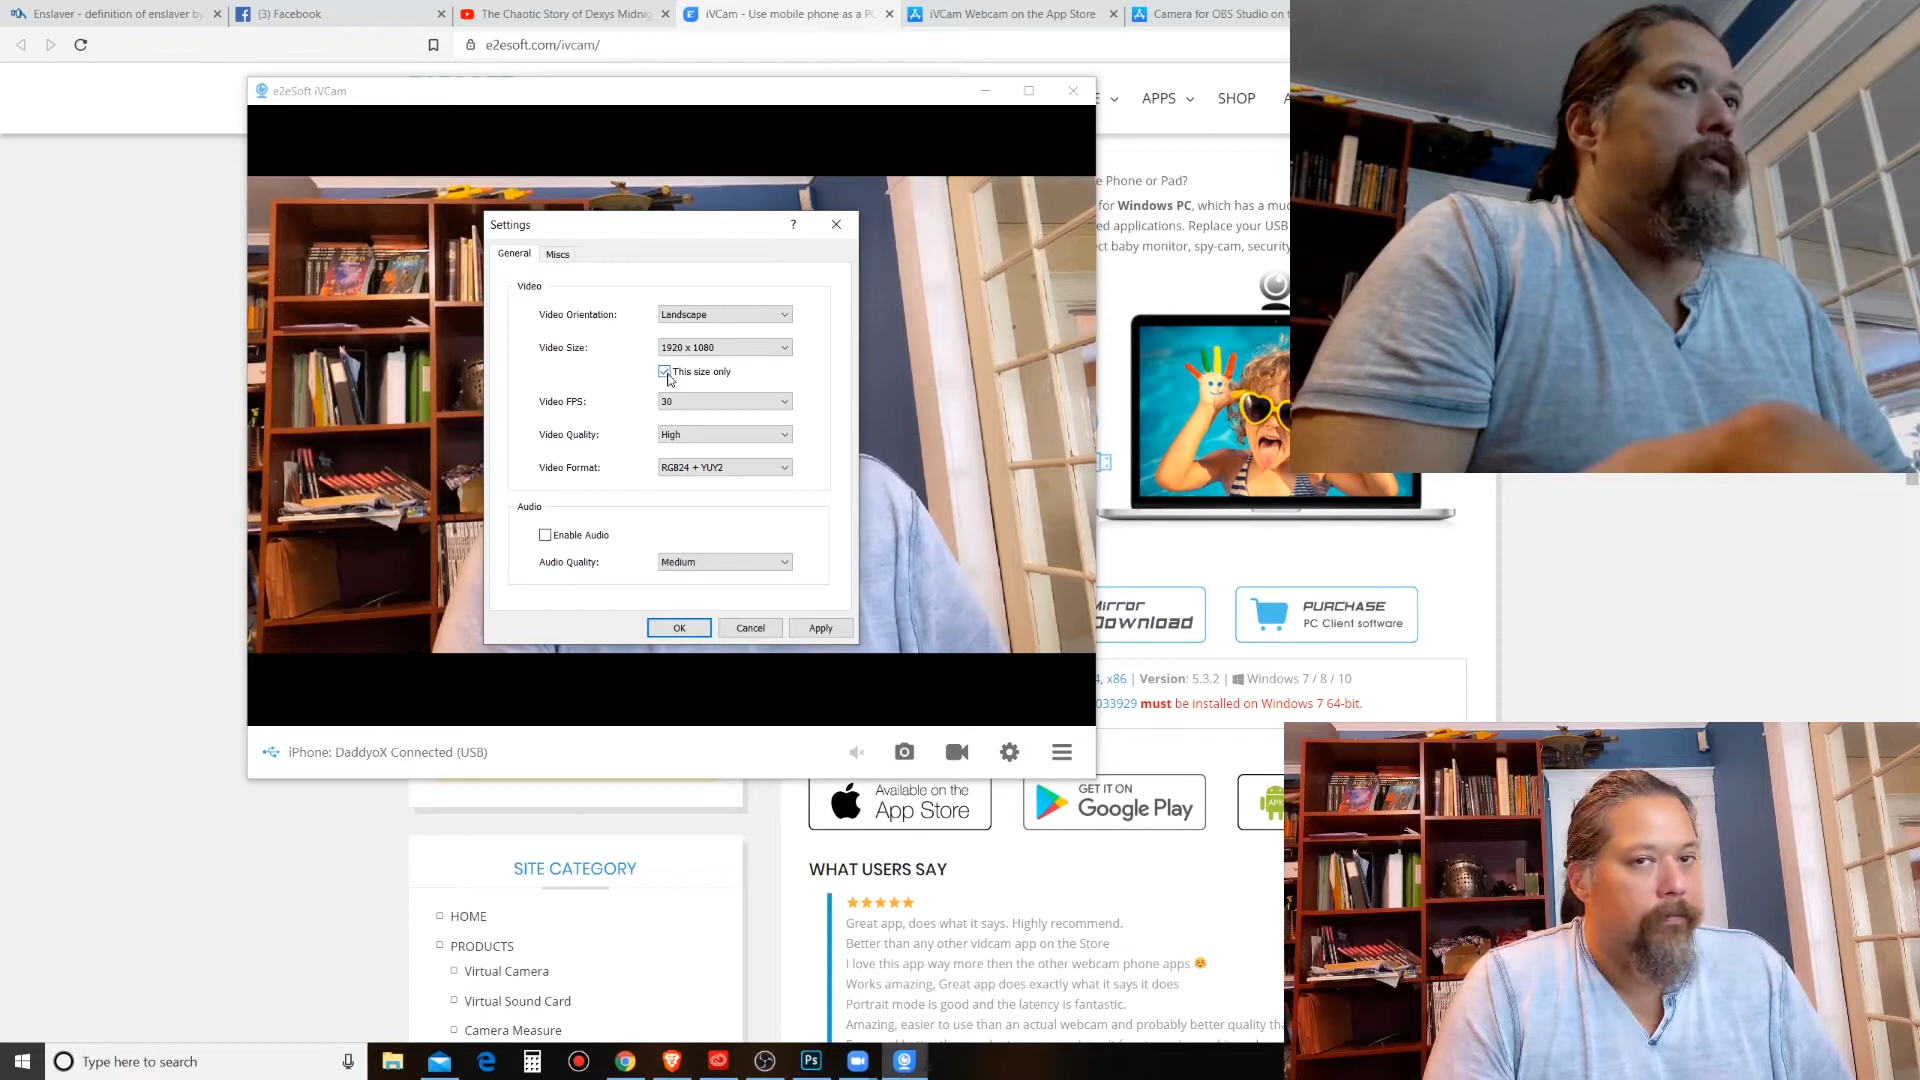 Enslaver - definition of enslaver by
(3) Facebook
The Chaotic Story of Dexys Midnig
iVCam - Use mobile phone as a PC
iVCam Webcam on the App Store
Camera for OBS Studio on t
e2esoft.com/ivcam/
APPS
SHOP
e2eSoft iVCam
e Phone or Pad?
for Windows PC, which has a muc
ed applications. Replace your USB
ct baby monitor, spy-cam, security
Settings
?
General
Miscs
Video
Video Orientation:
Landscape
Video Size:
1920 x 1080
This size only
Video FPS:
30
Video Quality:
High
Video Format:
RGB24 + YUY2
Audio
Enable Audio
Audio Quality:
Medium
OK
Cancel
Apply
Mirror
Download
PURCHASE
PC Client software
4, x86 | Version: 5.3.2 | Windows 7 / 8 / 10
033929 must be installed on Windows 7 64-bit.
iPhone: DaddyoX Connected (USB)
Available on the
App Store
GET IT ON
Google Play
SITE CATEGORY
HOME
PRODUCTS
Virtual Camera
Virtual Sound Card
Camera Measure
WHAT USERS SAY
Great app, does what it says. Highly recommend.
Better than any other vidcam app on the Store
I love this app way more then the other webcam phone apps
Works amazing, Great app does exactly what it says it does
Portrait mode is good and the latency is fantastic.
Amazing, easier to use than an actual webcam and probably better quality tha
Type here to search
Ps